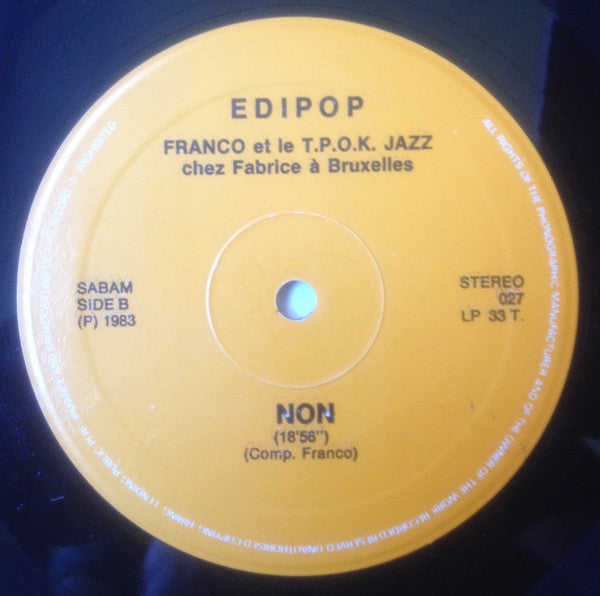 EDIPOP
FRANCO et le T.P.O.K. JAZZ
chez Fabrice à Bruxelles
SABAM
SIDE B
(P) 1983
STEREO
027
LP 33 T.
NON
(18'56")
(Comp. Franco)
ALL RIGHTS OF THE PHONOGRAPHIC MANUFACTURER AND OF THE OWNER OF THE WORK RECORDED RESERVED UNAUTHORISED COPYING HIRING LENDING PUBLIC PROHIBITED